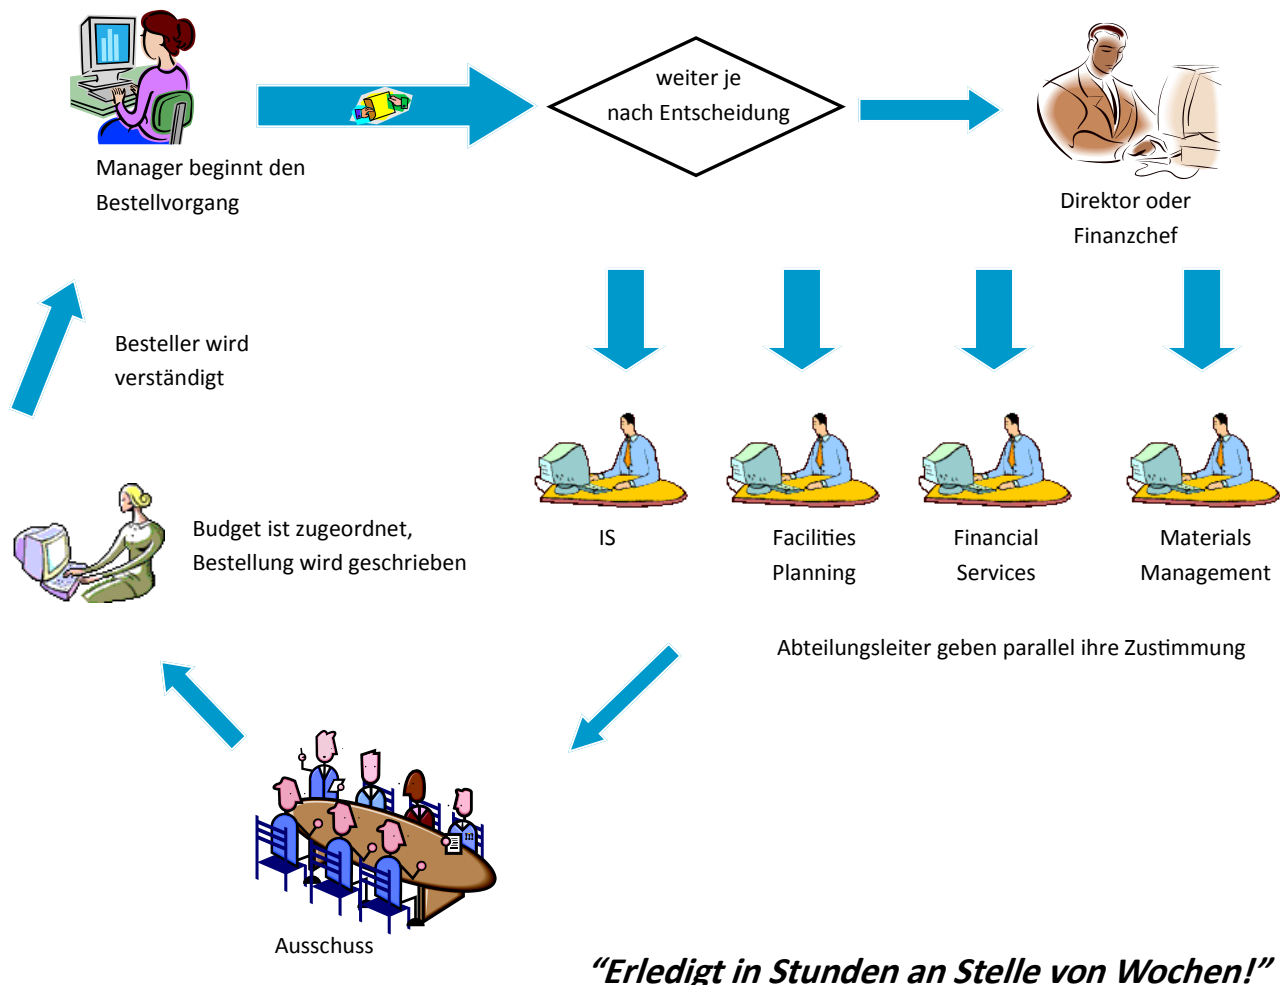 weiter je
nach Entscheidung
Manager beginnt den
Bestellvorgang
Direktor oder
Finanzchef
Besteller wird
verständigt
Budget ist zugeordnet,
Bestellung wird geschrieben
IS
Facilities
Planning
Financial
Services
Materials
Management
Abteilungsleiter geben parallel ihre Zustimmung
Ausschuss
“Erledigt in Stunden an Stelle von Wochen!”